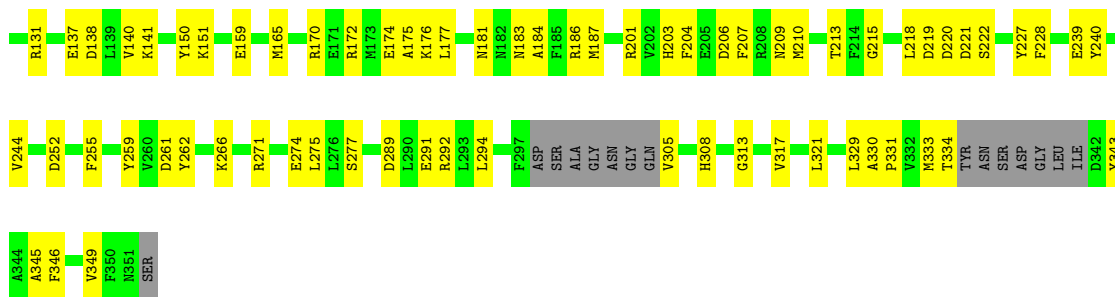 R131 E137 D138 L139 V140 K141 Y150 K151 E159 M165 R170 E171 R172 M173 E174 A175 K176 L177 N181 N182 N183 A184 F185 R186 M187 R201 V202 H203 F204 E205 D206 F207 R208 N209 M210 T213 F214 G215 L218 D219 D220 D221 S222 Y227 F228 E239 Y240
V244 D252 F255 Y259 V260 D261 Y262 K266 R271 E274 L275 L276 S277 D289 L290 E291 R292 L293 L294 F297 ASP SER ALA GLY ASN GLY GLN V305 H308 G313 V317 L321 L329 A330 P331 V332 M333 T334 TYR ASN SER ASP GLY LEU ILE D342
A344 A345 F346 V349 F350 N351 SER